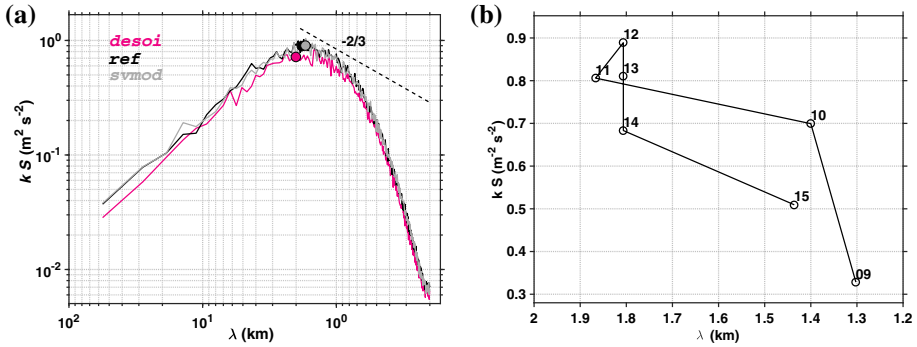 (a)
desoi
ref
svmod
-2/3
k S (m² s⁻²)
10⁰
10⁻¹
10⁻²
10² 10¹ 10⁰
λ (km)
(b)
k S (m⁻² s⁻²)
0.9
0.8
0.7
0.6
0.5
0.4
0.3
12
11 13
10
14
15
09
2 1.9 1.8 1.7 1.6 1.5 1.4 1.3 1.2
λ (km)